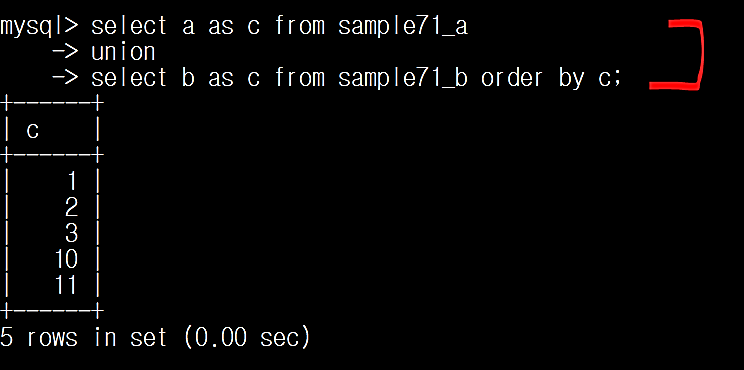 mysql> select a as c from sample71_a
    -> union
    -> select b as c from sample71_b order by c;
+------+
| c    |
+------+
|    1 |
|    2 |
|    3 |
|   10 |
|   11 |
+------+
5 rows in set (0.00 sec)